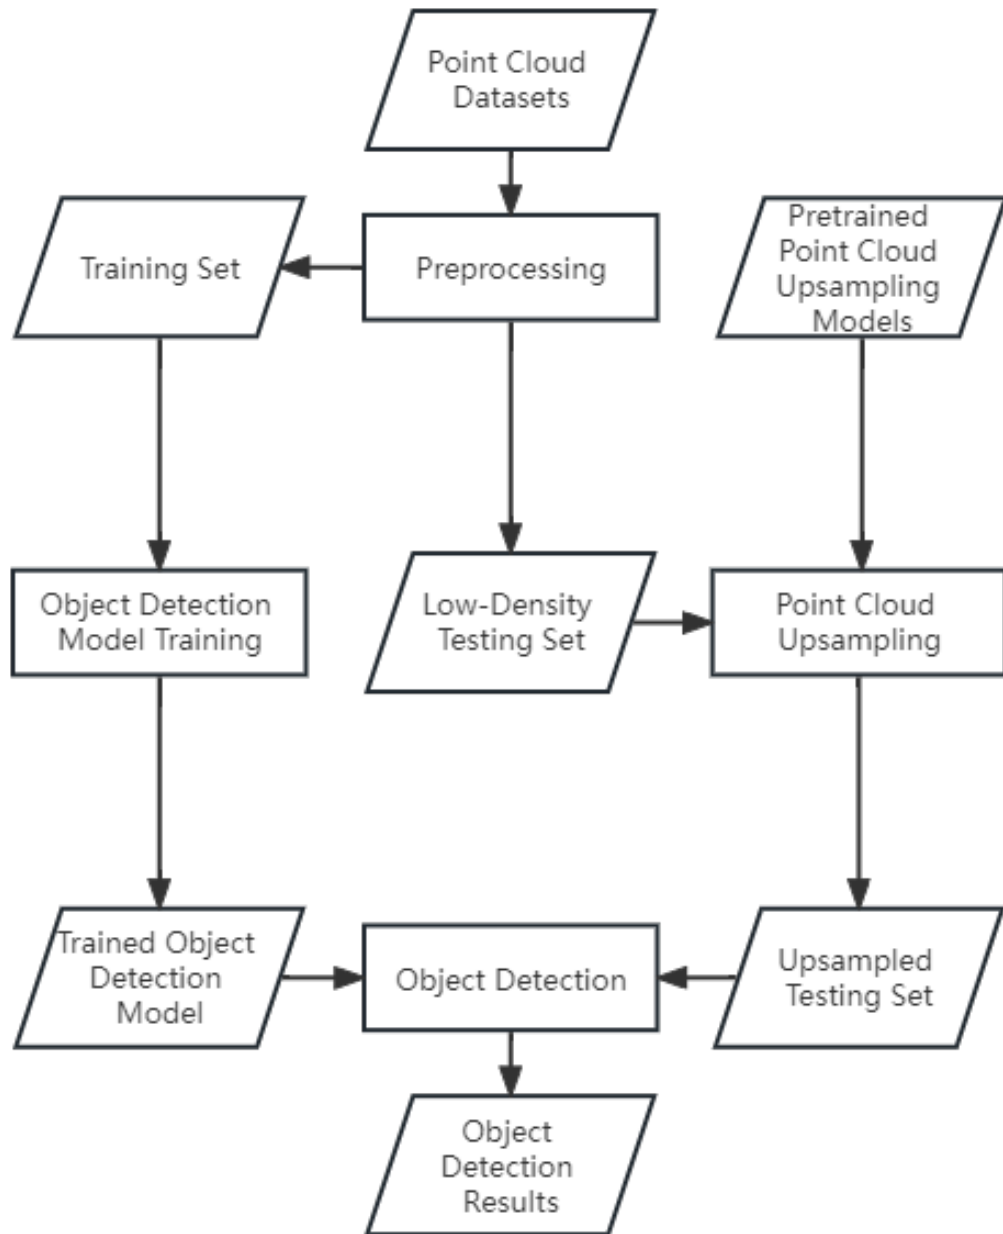 Point Cloud
Datasets
Training Set
Preprocessing
Pretrained
Point Cloud
Upsampling
Models
Object Detection
Model Training
Low-Density
Testing Set
Point Cloud
Upsampling
Trained Object
Detection
Model
Object Detection
Upsampled
Testing Set
Object
Detection
Results